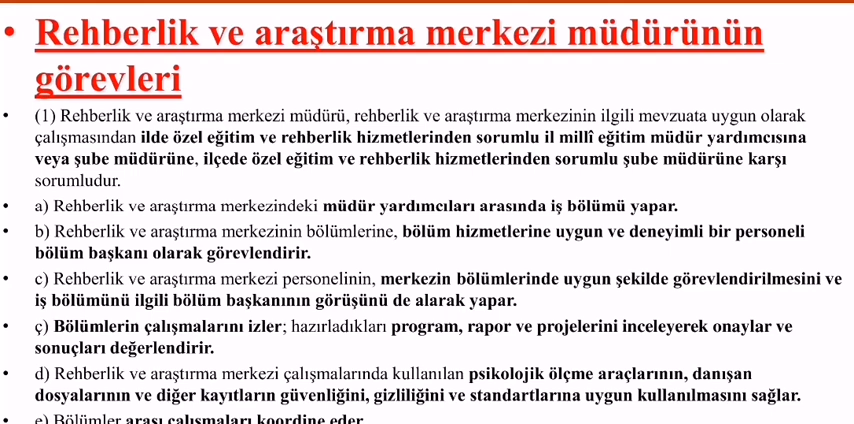 • Rehberlik ve araştırma merkezi müdürünün
görevleri
• (1) Rehberlik ve araştırma merkezi müdürü, rehberlik ve araştırma merkezinin ilgili mevzuata uygun olarak
çalışmasından ilde özel eğitim ve rehberlik hizmetlerinden sorumlu il millî eğitim müdür yardımcısına
veya şube müdürüne, ilçede özel eğitim ve rehberlik hizmetlerinden sorumlu şube müdürüne karşı
sorumludur.
• a) Rehberlik ve araştırma merkezindeki müdür yardımcıları arasında iş bölümü yapar.
• b) Rehberlik ve araştırma merkezinin bölümlerine, bölüm hizmetlerine uygun ve deneyimli bir personeli
bölüm başkanı olarak görevlendirir.
• c) Rehberlik ve araştırma merkezi personelinin, merkezin bölümlerinde uygun şekilde görevlendirilmesini ve
iş bölümünü ilgili bölüm başkanının görüşünü de alarak yapar.
• ç) Bölümlerin çalışmalarını izler; hazırladıkları program, rapor ve projelerini inceleyerek onaylar ve
sonuçları değerlendirir.
• d) Rehberlik ve araştırma merkezi çalışmalarında kullanılan psikolojik ölçme araçlarının, danışan
dosyalarının ve diğer kayıtların güvenliğini, gizliliğini ve standartlarına uygun kullanılmasını sağlar.
• e) Bölümler arası çalışmaları koordine eder